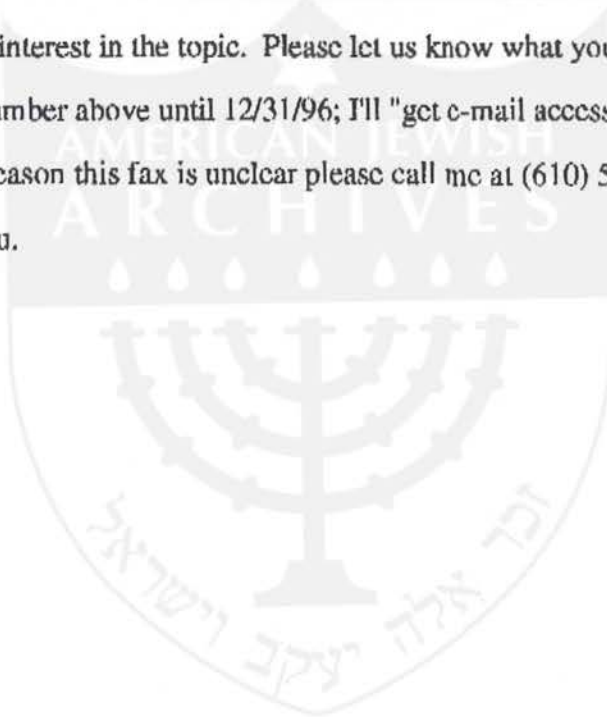 interest in the topic. Please let us know what you
mber above until 12/31/96; I'll "get e-mail access
eason this fax is unclear please call me at (610) 5
u.
AMERICAN JEWISH
ARCHIVES
זכר אלה יעקב וישראל